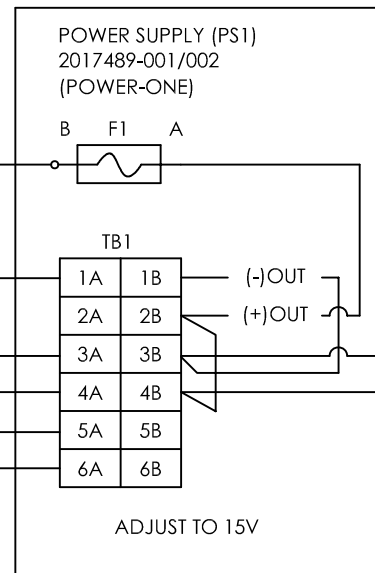 POWER SUPPLY (PS1)
2017489-001/002
(POWER-ONE)
B F1 A
TB1
1A 1B (-)OUT
2A 2B (+)OUT
3A 3B
4A 4B
5A 5B
6A 6B
ADJUST TO 15V